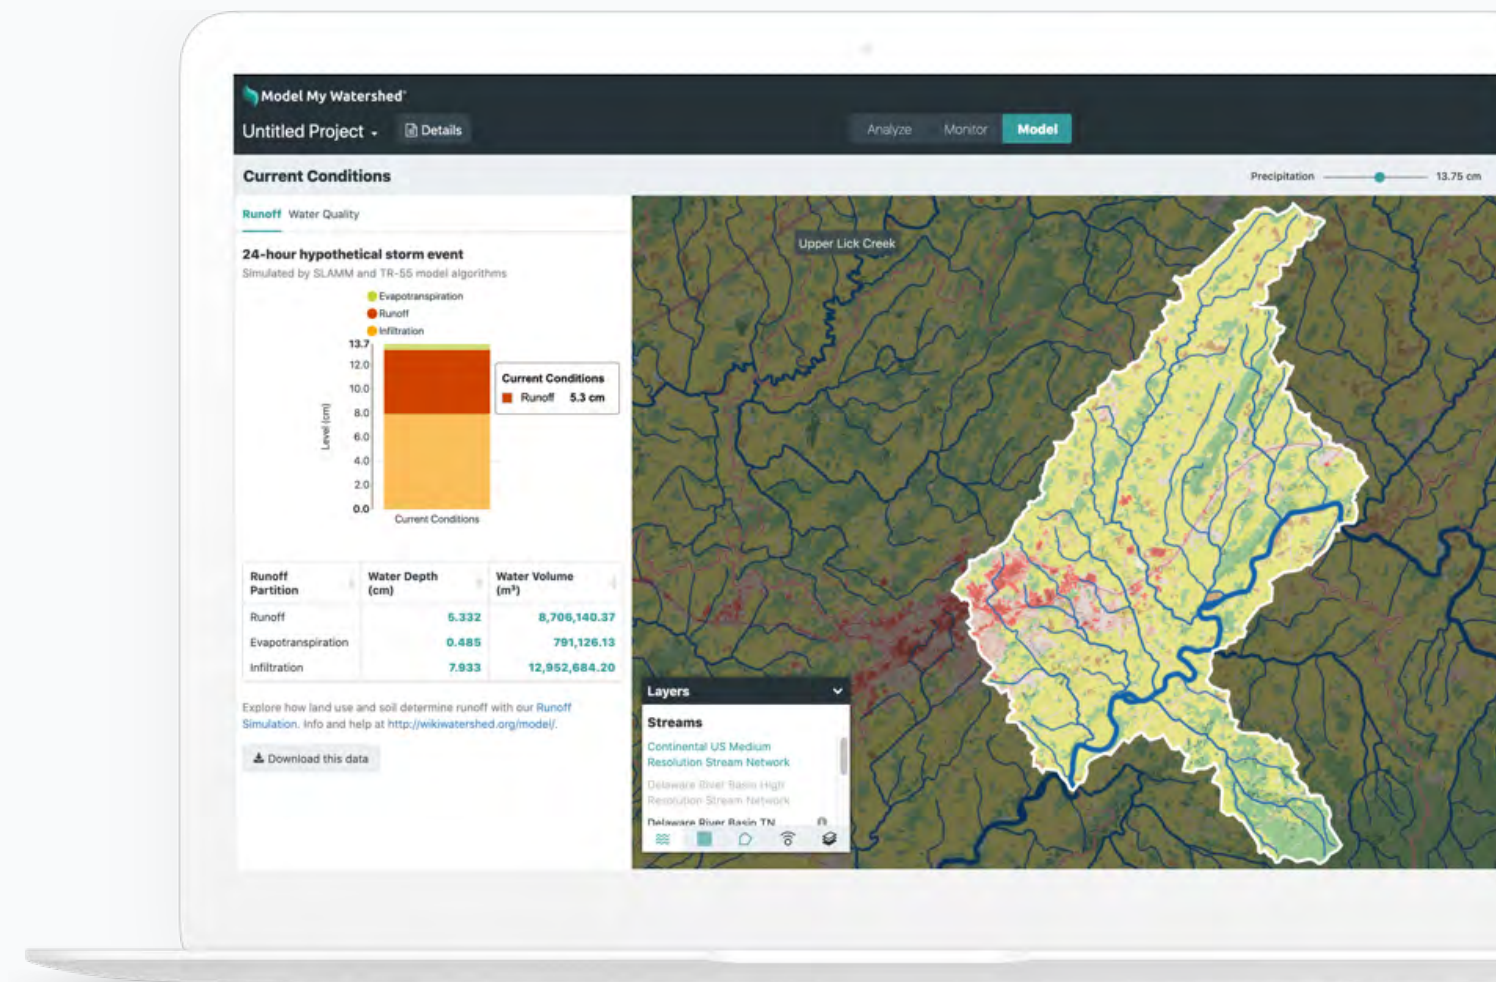 Model My Watershed
Untitled Project
Details
Analyze
Monitor
Model
Current Conditions
Precipitation
13.75 cm
Runoff
Water Quality
24-hour hypothetical storm event
Simulated by SLAMM and TR-55 model algorithms
Evapotranspiration
Runoff
Infiltration
13.7
12.0
10.0
8.0
6.0
4.0
2.0
0.0
Level (cm)
Current Conditions
Current Conditions
Runoff 5.3 cm
Runoff Partition
Water Depth (cm)
Water Volume (m³)
Runoff 5.332 8,706,140.37
Evapotranspiration 0.485 791,126.13
Infiltration 7.933 12,952,684.20
Explore how land use and soil determine runoff with our Runoff
Simulation. Info and help at http://wikiwatershed.org/model/.
Download this data
Upper Lick Creek
Layers
Streams
Continental US Medium
Resolution Stream Network
Delaware River Basin High
Resolution Stream Network
Delaware River Basin TN